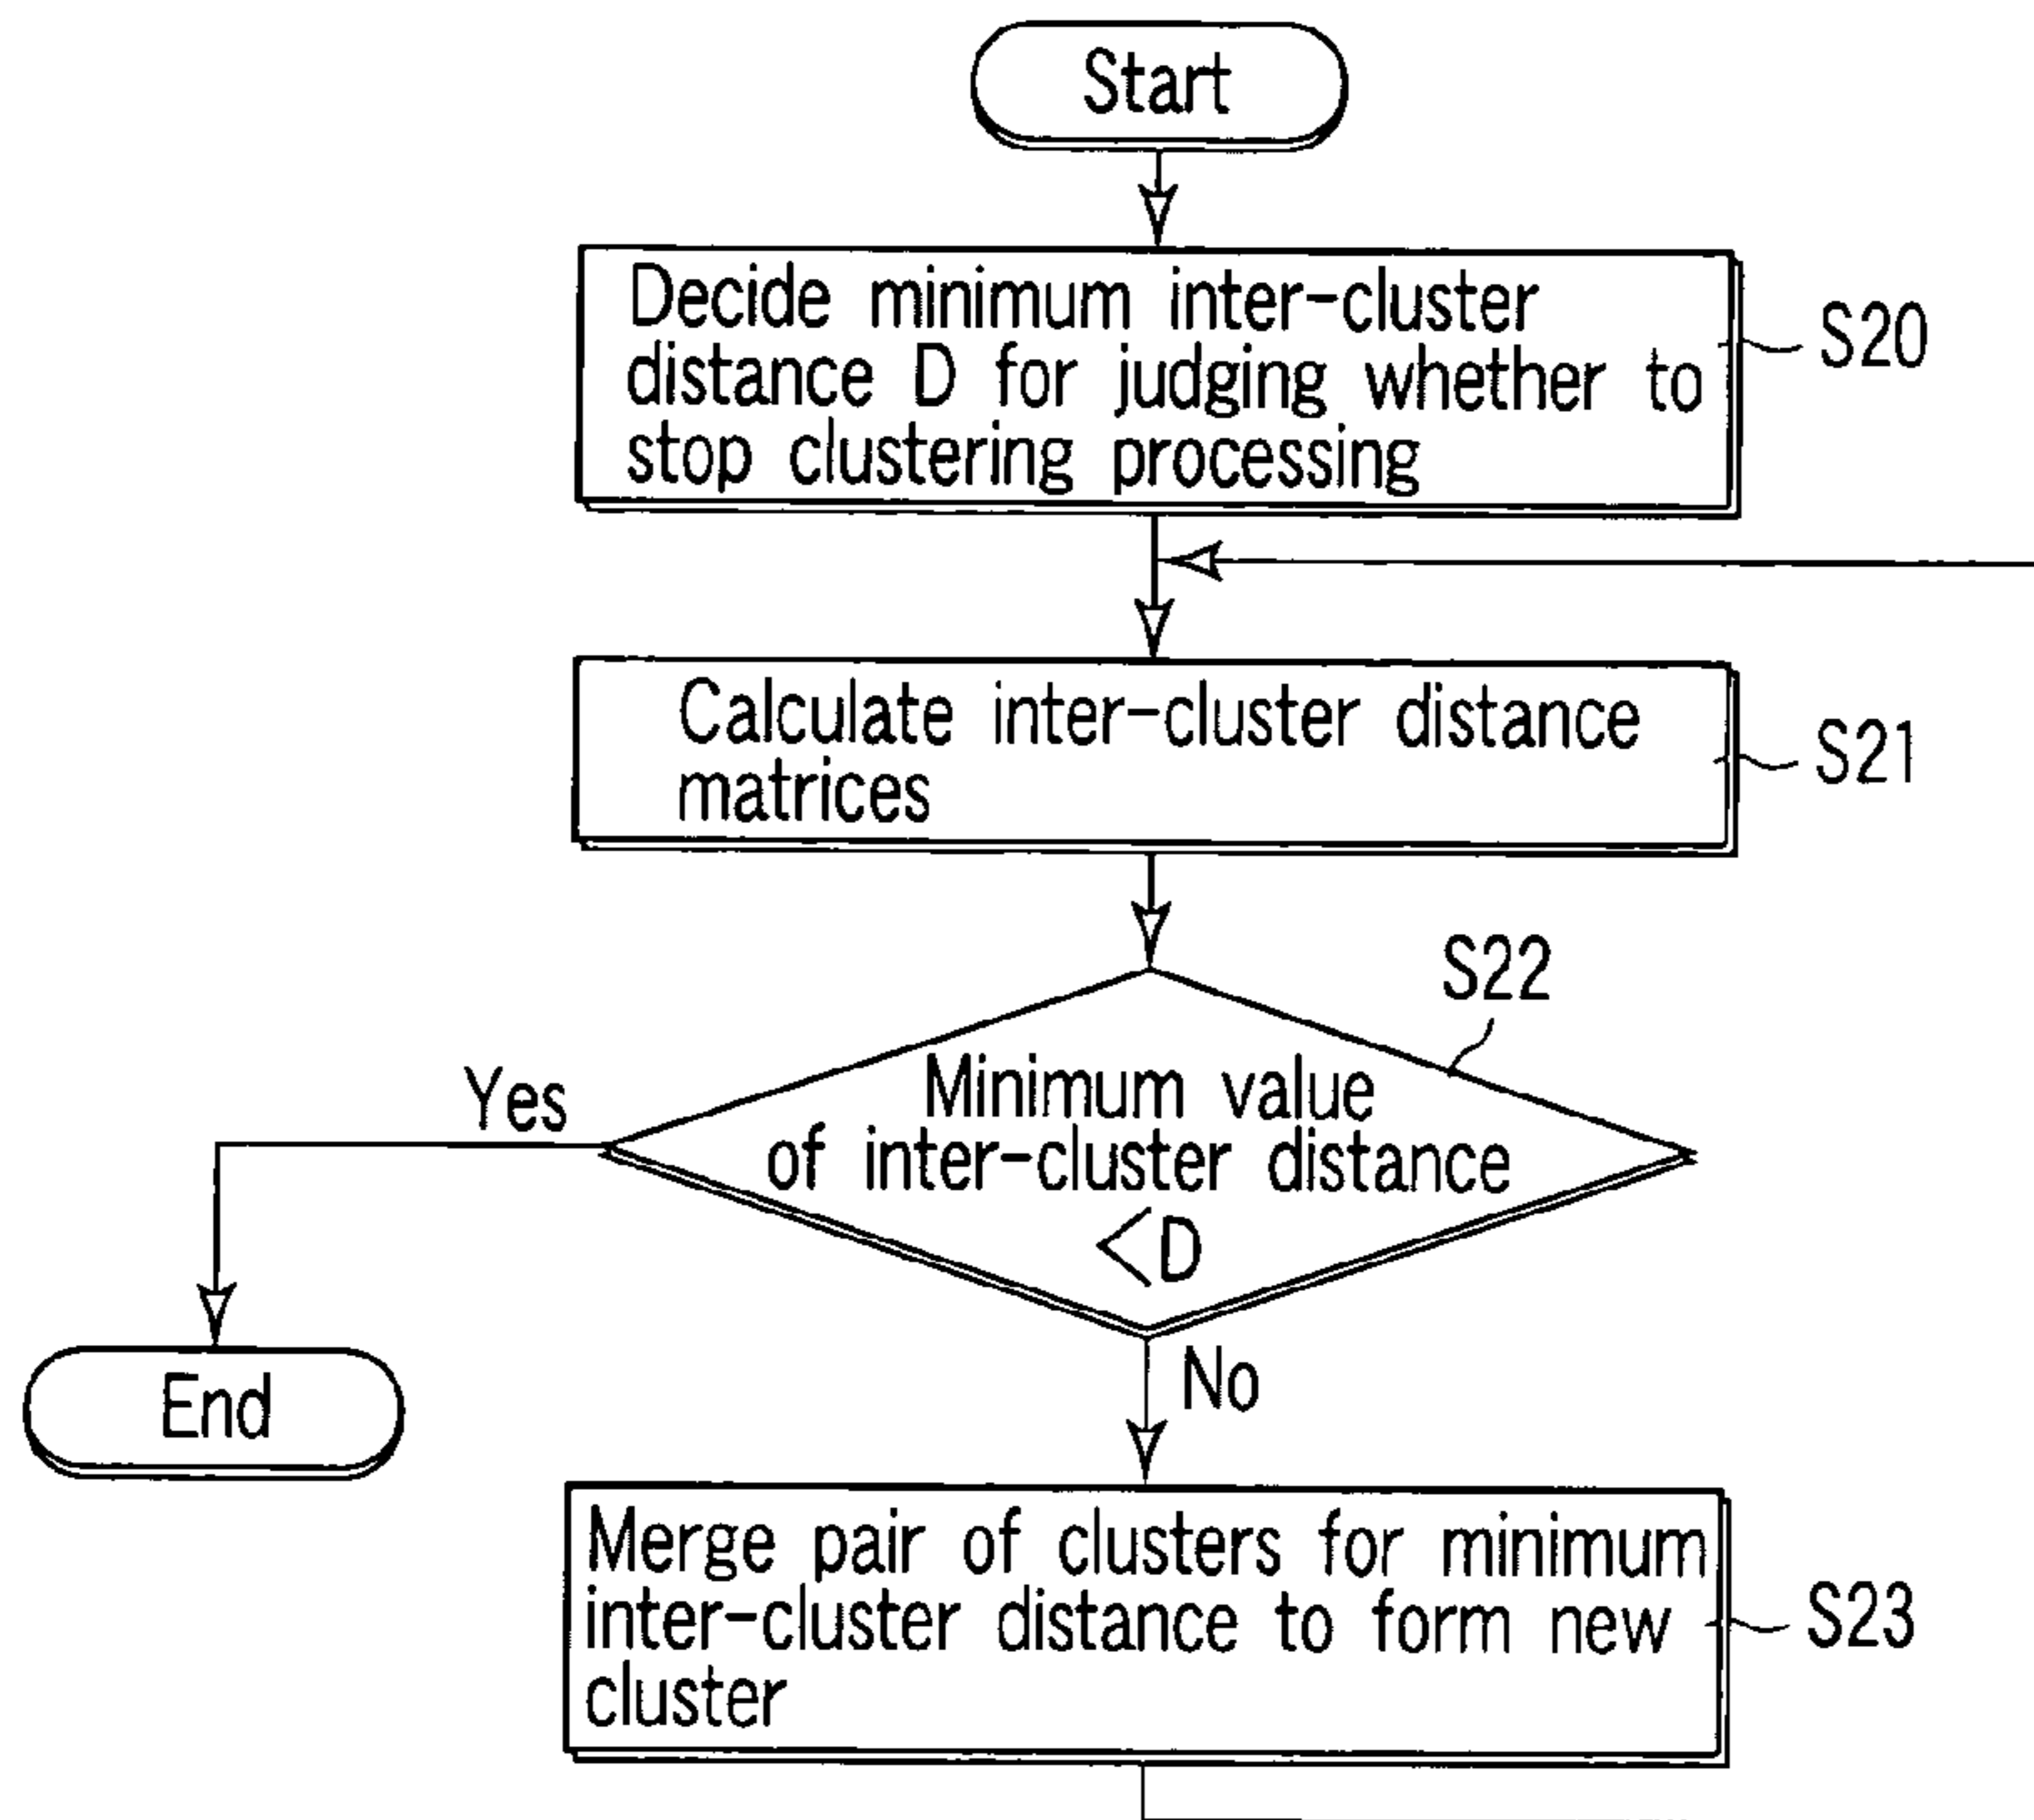 Start
Decide minimum inter-cluster
distance D for judging whether to
stop clustering processing
S20
Calculate inter-cluster distance
matrices
S21
S22
Minimum value
of inter-cluster distance
<D
Yes
No
End
Merge pair of clusters for minimum
inter-cluster distance to form new
cluster
S23